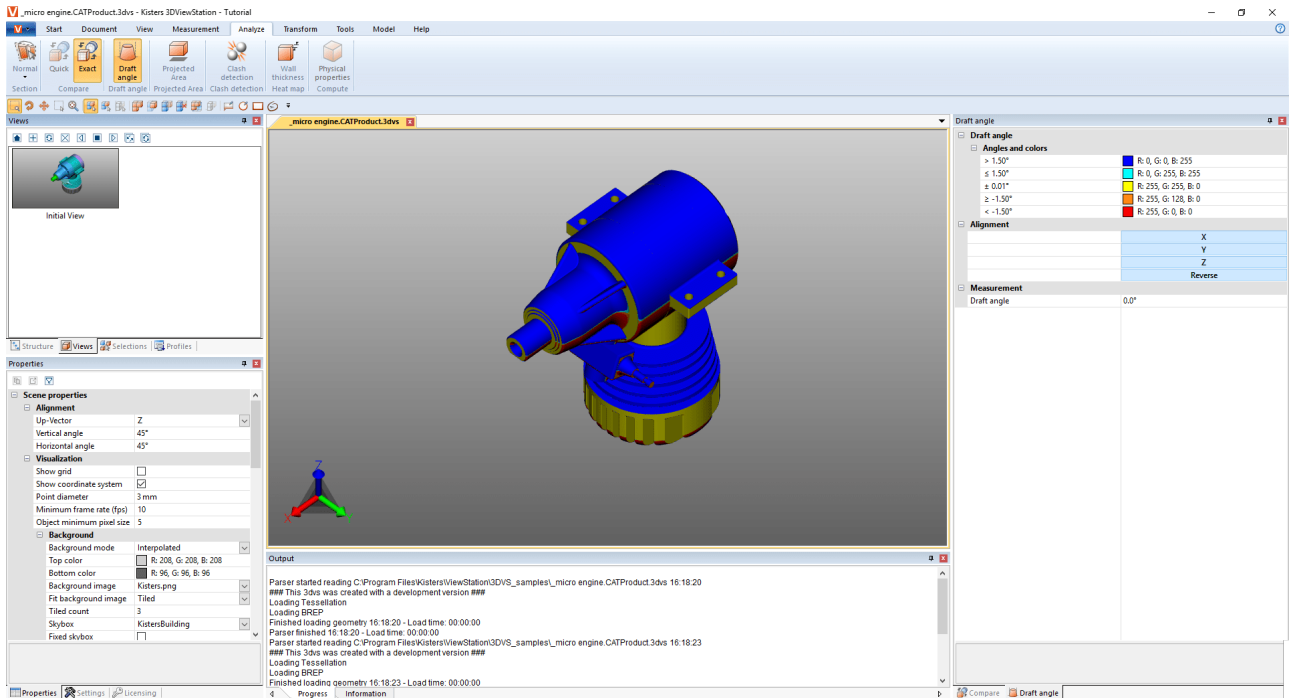 _micro engine.CATProduct.3dvs - Kisters 3DViewStation - Tutorial
Start Document View Measurement Analyze Transform Tools Model Help
Normal Quick Exact Draft angle Projected Area Clash detection Wall thickness Physical properties
Section Compare Draft angle Projected Area Clash detection Heat map Compute
Views
Initial View
Structure Views Selections Profiles
Properties
Scene properties
Alignment
Up-Vector Z
Vertical angle 45°
Horizontal angle 45°
Visualization
Show grid
Show coordinate system
Point diameter 3 mm
Minimum frame rate (fps) 10
Object minimum pixel size 5
Background
Background mode Interpolated
Top color R: 208, G: 208, B: 208
Bottom color R: 96, G: 96, B: 96
Background image Kisters.png
Fit background image Tiled
Tiled count 3
Skybox KistersBuilding
Fixed skybox
Properties Settings Licensing
_micro engine.CATProduct.3dvs
Z
X
Y
Output
Parser started reading C:\Program Files\Kisters\ViewStation\3DVS_samples\_micro engine.CATProduct.3dvs 16:18:20
### This 3dvs was created with a development version ###
Loading Tessellation
Loading BREP
Finished loading geometry 16:18:20 - Load time: 00:00:00
Parser finished 16:18:20 - Load time: 00:00:00
Parser started reading C:\Program Files\Kisters\ViewStation\3DVS_samples\_micro engine.CATProduct.3dvs 16:18:23
### This 3dvs was created with a development version ###
Loading Tessellation
Loading BREP
Finished loading geometry 16:18:23 - Load time: 00:00:00
Progress Information
Draft angle
Draft angle
Angles and colors
> 1.50° R: 0, G: 0, B: 255
≤ 1.50° R: 0, G: 255, B: 255
± 0.01° R: 255, G: 255, B: 0
≥ -1.50° R: 255, G: 128, B: 0
< -1.50° R: 255, G: 0, B: 0
Alignment
X
Y
Z
Reverse
Measurement
Draft angle 0.0°
Compare Draft angle